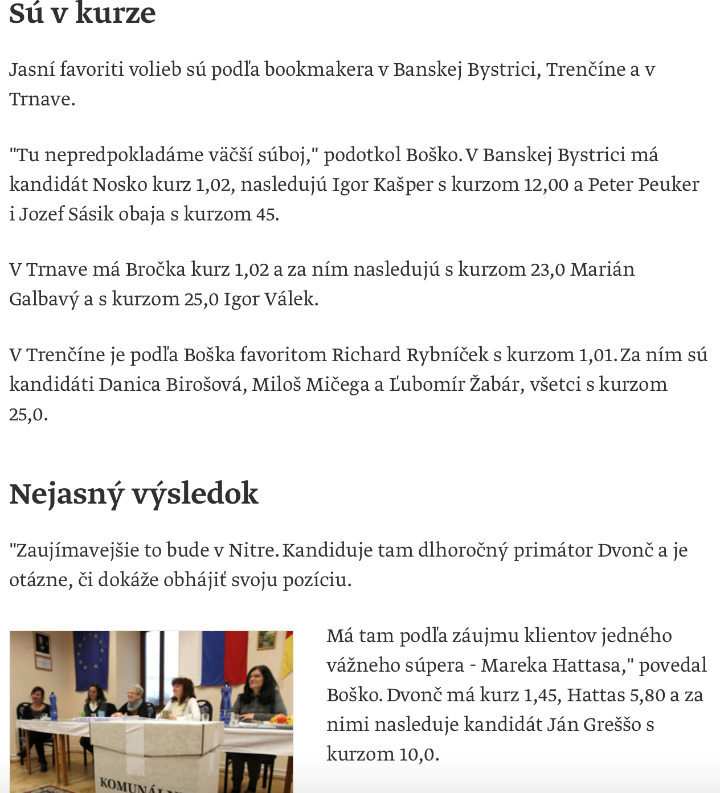 Sú v kurze
Jasní favoriti volieb sú podľa bookmakera v Banskej Bystrici, Trenčíne a v
Trnave.
"Tu nepredpokladáme väčší súboj," podotkol Boško. V Banskej Bystrici má
kandidát Nosko kurz 1,02, nasledujú Igor Kašper s kurzom 12,00 a Peter Peuker
i Jozef Sásik obaja s kurzom 45.
V Trnave má Bročka kurz 1,02 a za ním nasledujú s kurzom 23,0 Marián
Galbavý a s kurzom 25,0 Igor Válek.
V Trenčíne je podľa Boška favoritom Richard Rybníček s kurzom 1,01. Za ním sú
kandidáti Danica Birošová, Miloš Mičega a Ľubomír Žabár, všetci s kurzom
25,0.
Nejasný výsledok
"Zaujímavejšie to bude v Nitre. Kandiduje tam dlhoročný primátor Dvonč a je
otázne, či dokáže obhájiť svoju pozíciu.
Má tam podľa záujmu klientov jedného
vážneho súpera - Mareka Hattasa," povedal
Boško. Dvonč má kurz 1,45, Hattas 5,80 a za
nimi nasleduje kandidát Ján Greššo s
kurzom 10,0.